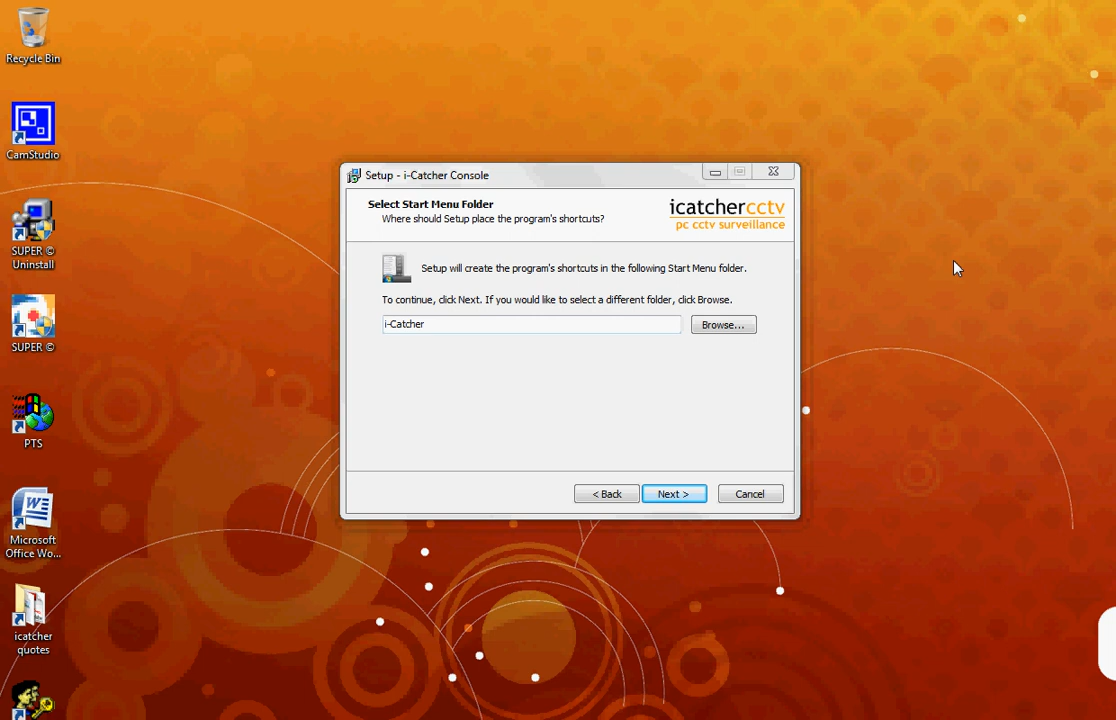 Recycle Bin
CamStudio
SUPER ©
Uninstall
SUPER ©
PTS
Microsoft
Office Wo...
icatcher
quotes
Setup - i-Catcher Console
Select Start Menu Folder
Where should Setup place the program's shortcuts?
icatchercctv
pc cctv surveillance
Setup will create the program's shortcuts in the following Start Menu folder.
To continue, click Next. If you would like to select a different folder, click Browse.
i-Catcher
Browse...
< Back
Next >
Cancel